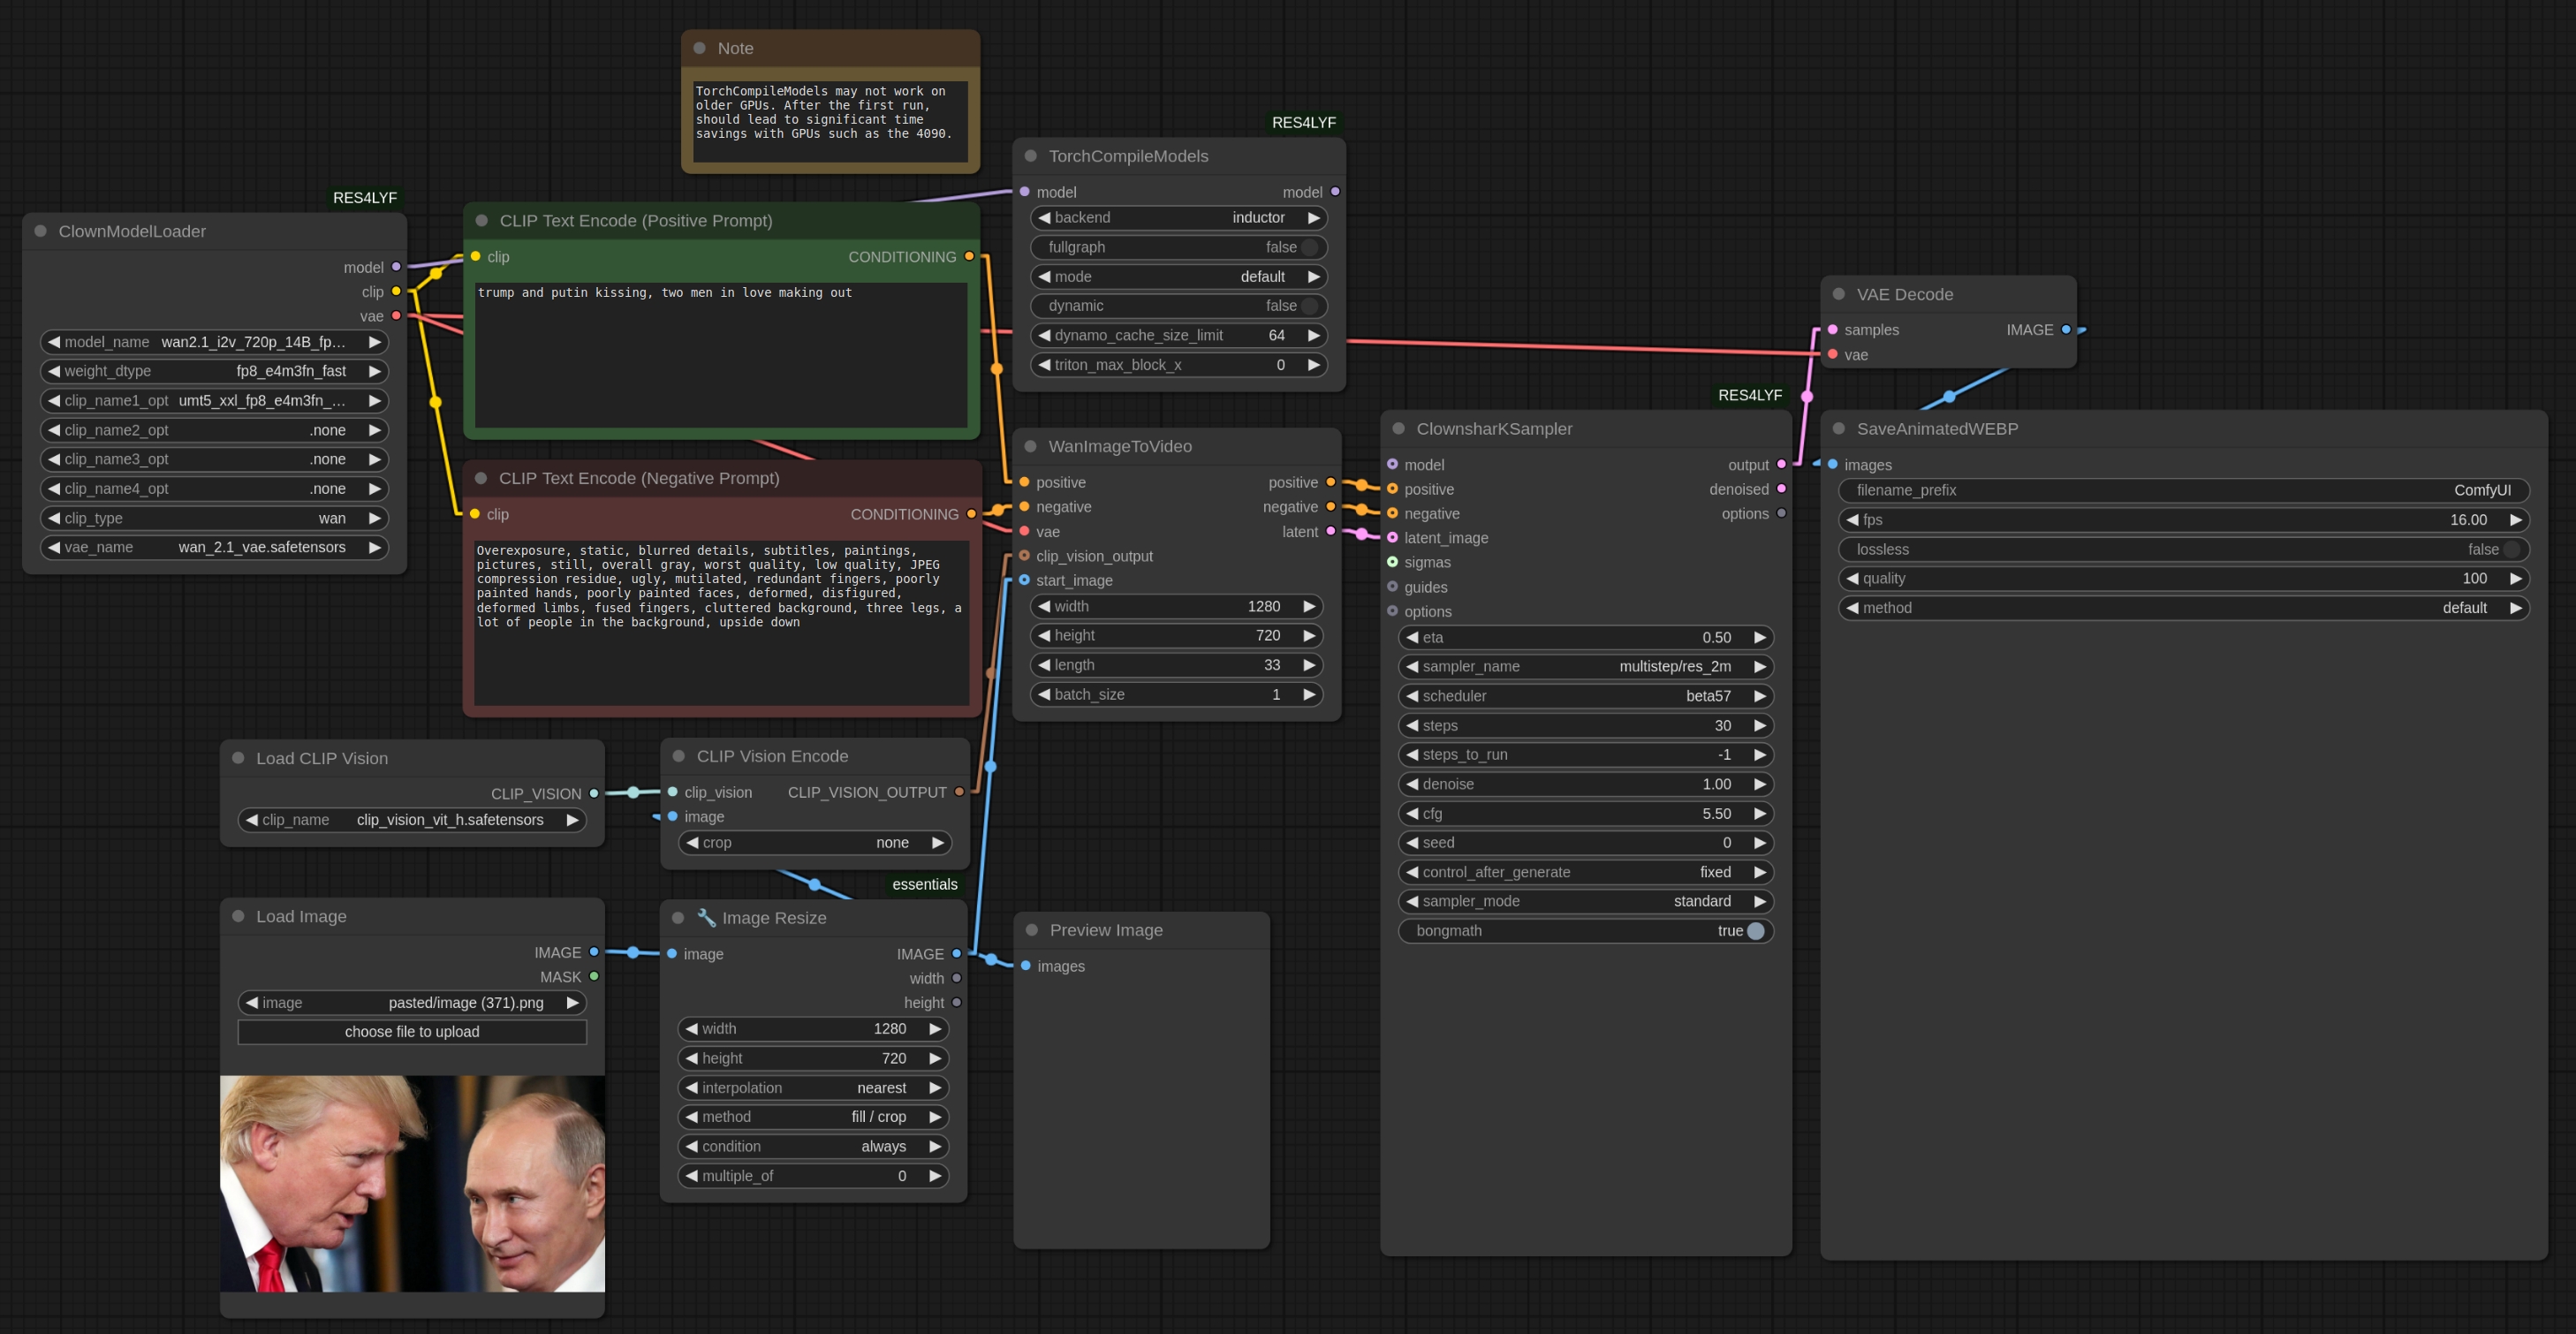 Note
TorchCompileModels may not work on
older GPUs. After the first run,
should lead to significant time
savings with GPUs such as the 4090.
RES4LYF
ClownModelLoader
model
clip
vae
model_name wan2.1_i2v_720p_14B_fp…
weight_dtype fp8_e4m3fn_fast
clip_name1_opt umt5_xxl_fp8_e4m3fn_…
clip_name2_opt .none
clip_name3_opt .none
clip_name4_opt .none
clip_type wan
vae_name wan_2.1_vae.safetensors
CLIP Text Encode (Positive Prompt)
clip CONDITIONING
trump and putin kissing, two men in love making out
CLIP Text Encode (Negative Prompt)
clip CONDITIONING
Overexposure, static, blurred details, subtitles, paintings,
pictures, still, overall gray, worst quality, low quality, JPEG
compression residue, ugly, mutilated, redundant fingers, poorly
painted hands, poorly painted faces, deformed, disfigured,
deformed limbs, fused fingers, cluttered background, three legs, a
lot of people in the background, upside down
RES4LYF
TorchCompileModels
model model
backend inductor
fullgraph false
mode default
dynamic false
dynamo_cache_size_limit 64
triton_max_block_x 0
WanImageToVideo
positive positive
negative negative
vae latent
clip_vision_output
start_image
width 1280
height 720
length 33
batch_size 1
Load CLIP Vision
CLIP_VISION
clip_name clip_vision_vit_h.safetensors
CLIP Vision Encode
clip_vision CLIP_VISION_OUTPUT
image
crop none
Load Image
IMAGE
MASK
image pasted/image (371).png
choose file to upload
essentials
🔧 Image Resize
image IMAGE
width
height
width 1280
height 720
interpolation nearest
method fill / crop
condition always
multiple_of 0
Preview Image
images
RES4LYF
ClownsharKSampler
model output
positive denoised
negative options
latent_image
sigmas
guides
options
eta 0.50
sampler_name multistep/res_2m
scheduler beta57
steps 30
steps_to_run -1
denoise 1.00
cfg 5.50
seed 0
control_after_generate fixed
sampler_mode standard
bongmath true
VAE Decode
samples IMAGE
vae
SaveAnimatedWEBP
images
filename_prefix ComfyUI
fps 16.00
lossless false
quality 100
method default